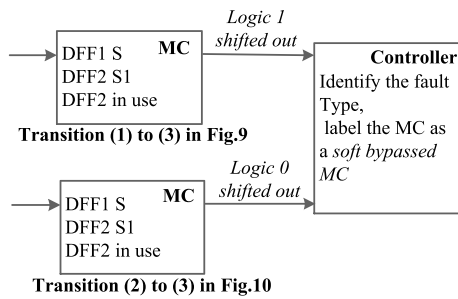 Logic 1
shifted out
MC
DFF1 S
DFF2 S1
DFF2 in use
Transition (1) to (3) in Fig.9
Controller
Identify the fault
Type,
label the MC as
a soft bypassed
MC
Logic 0
shifted out
MC
DFF1 S
DFF2 S1
DFF2 in use
Transition (2) to (3) in Fig.10